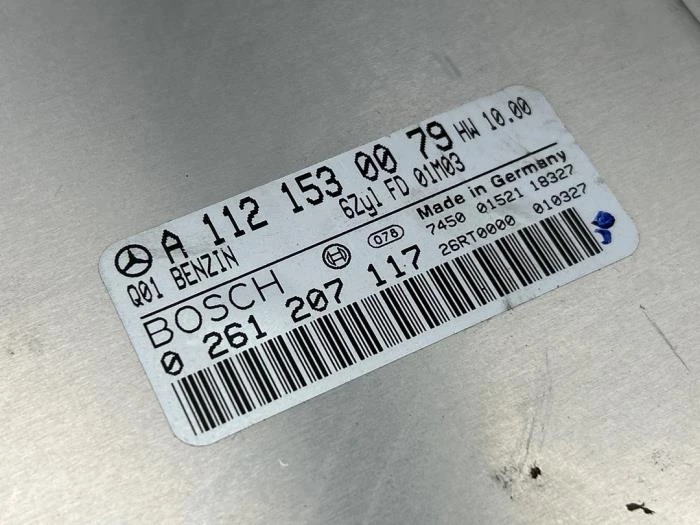 A 112 153 00 79 HW 10.00
Q01 BENZIN 6Zyl FD 01M03
BOSCH 078 Made in Germany
7450 01521 18327
0 261 207 117 26RT0000 010327